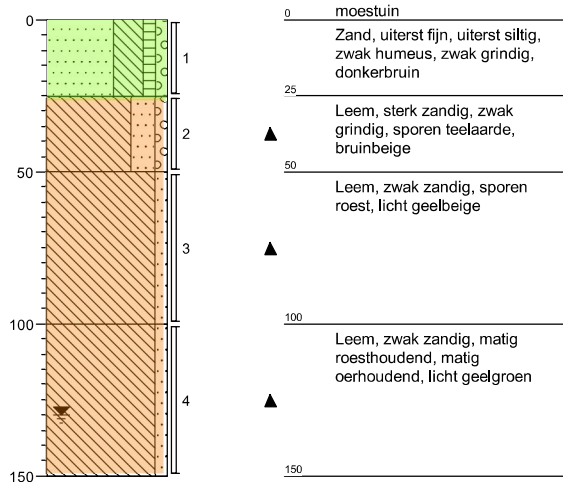 0
50
100
150
1
2
3
4
0
moestuin
Zand, uiterst fijn, uiterst siltig,
zwak humeus, zwak grindig,
donkerbruin
25
Leem, sterk zandig, zwak
grindig, sporen teelaarde,
bruinbeige
50
Leem, zwak zandig, sporen
roest, licht geelbeige
100
Leem, zwak zandig, matig
roesthoudend, matig
oerhoudend, licht geelgroen
150